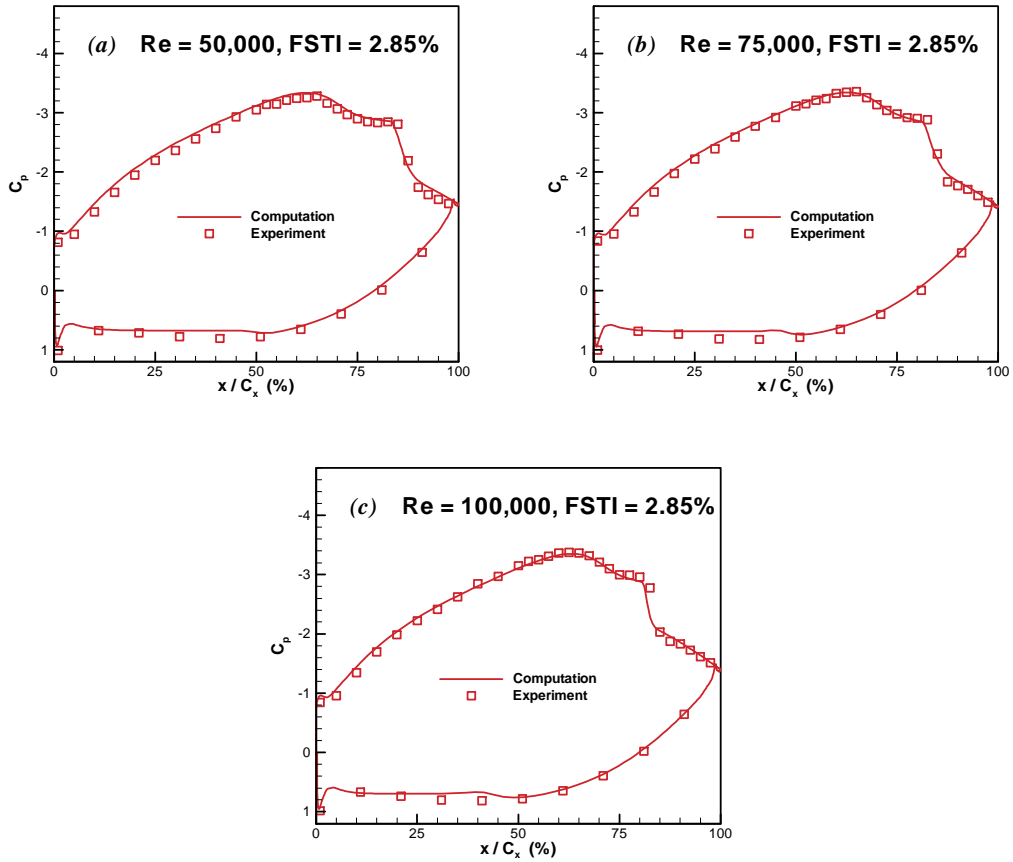 (a) Re = 50,000, FSTI = 2.85%
-4
-3
-2
-1
0
1
Cp
Computation
Experiment
0 25 50 75 100
x / Cx (%)
(b) Re = 75,000, FSTI = 2.85%
-4
-3
-2
-1
0
1
Cp
Computation
Experiment
0 25 50 75 100
x / Cx (%)
(c) Re = 100,000, FSTI = 2.85%
-4
-3
-2
-1
0
1
Cp
Computation
Experiment
0 25 50 75 100
x / Cx (%)